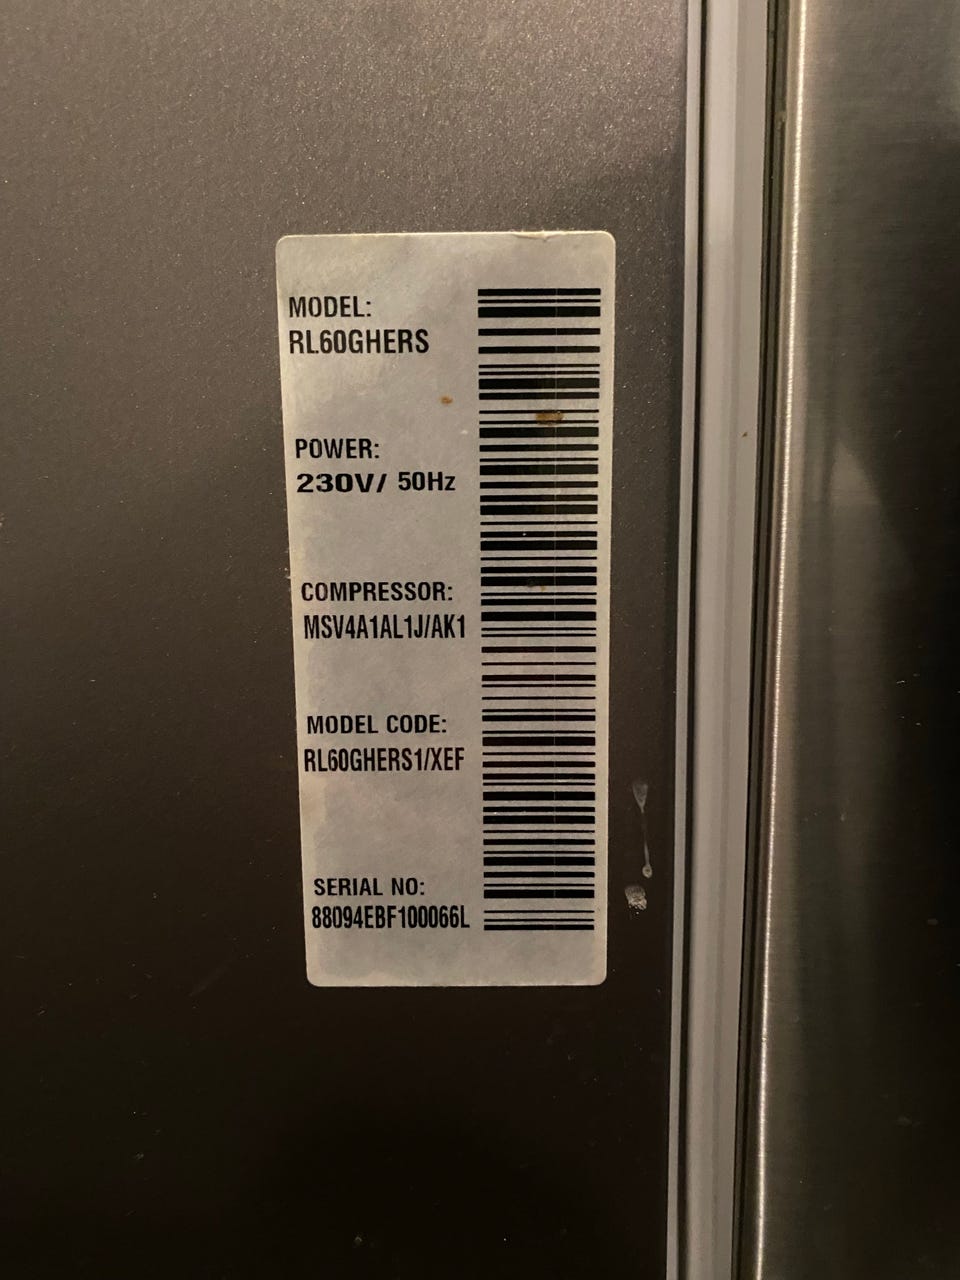 MODEL:
RL60GHERS
POWER:
230V/ 50Hz
COMPRESSOR:
MSV4A1AL1J/AK1
MODEL CODE:
RL60GHERS1/XEF
SERIAL NO:
88094EBF100066L